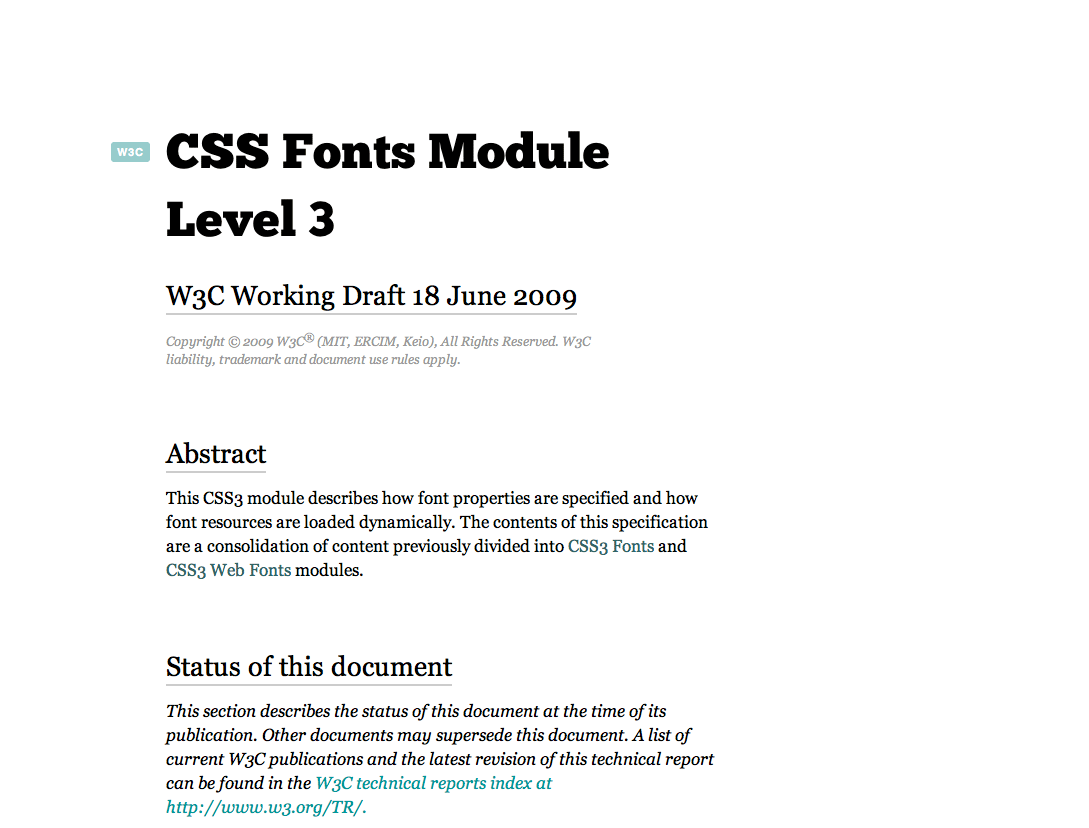 W3C
CSS Fonts Module
Level 3
W3C Working Draft 18 June 2009
Copyright © 2009 W3C® (MIT, ERCIM, Keio), All Rights Reserved. W3C
liability, trademark and document use rules apply.
Abstract
This CSS3 module describes how font properties are specified and how
font resources are loaded dynamically. The contents of this specification
are a consolidation of content previously divided into CSS3 Fonts and
CSS3 Web Fonts modules.
Status of this document
This section describes the status of this document at the time of its
publication. Other documents may supersede this document. A list of
current W3C publications and the latest revision of this technical report
can be found in the W3C technical reports index at
http://www.w3.org/TR/.